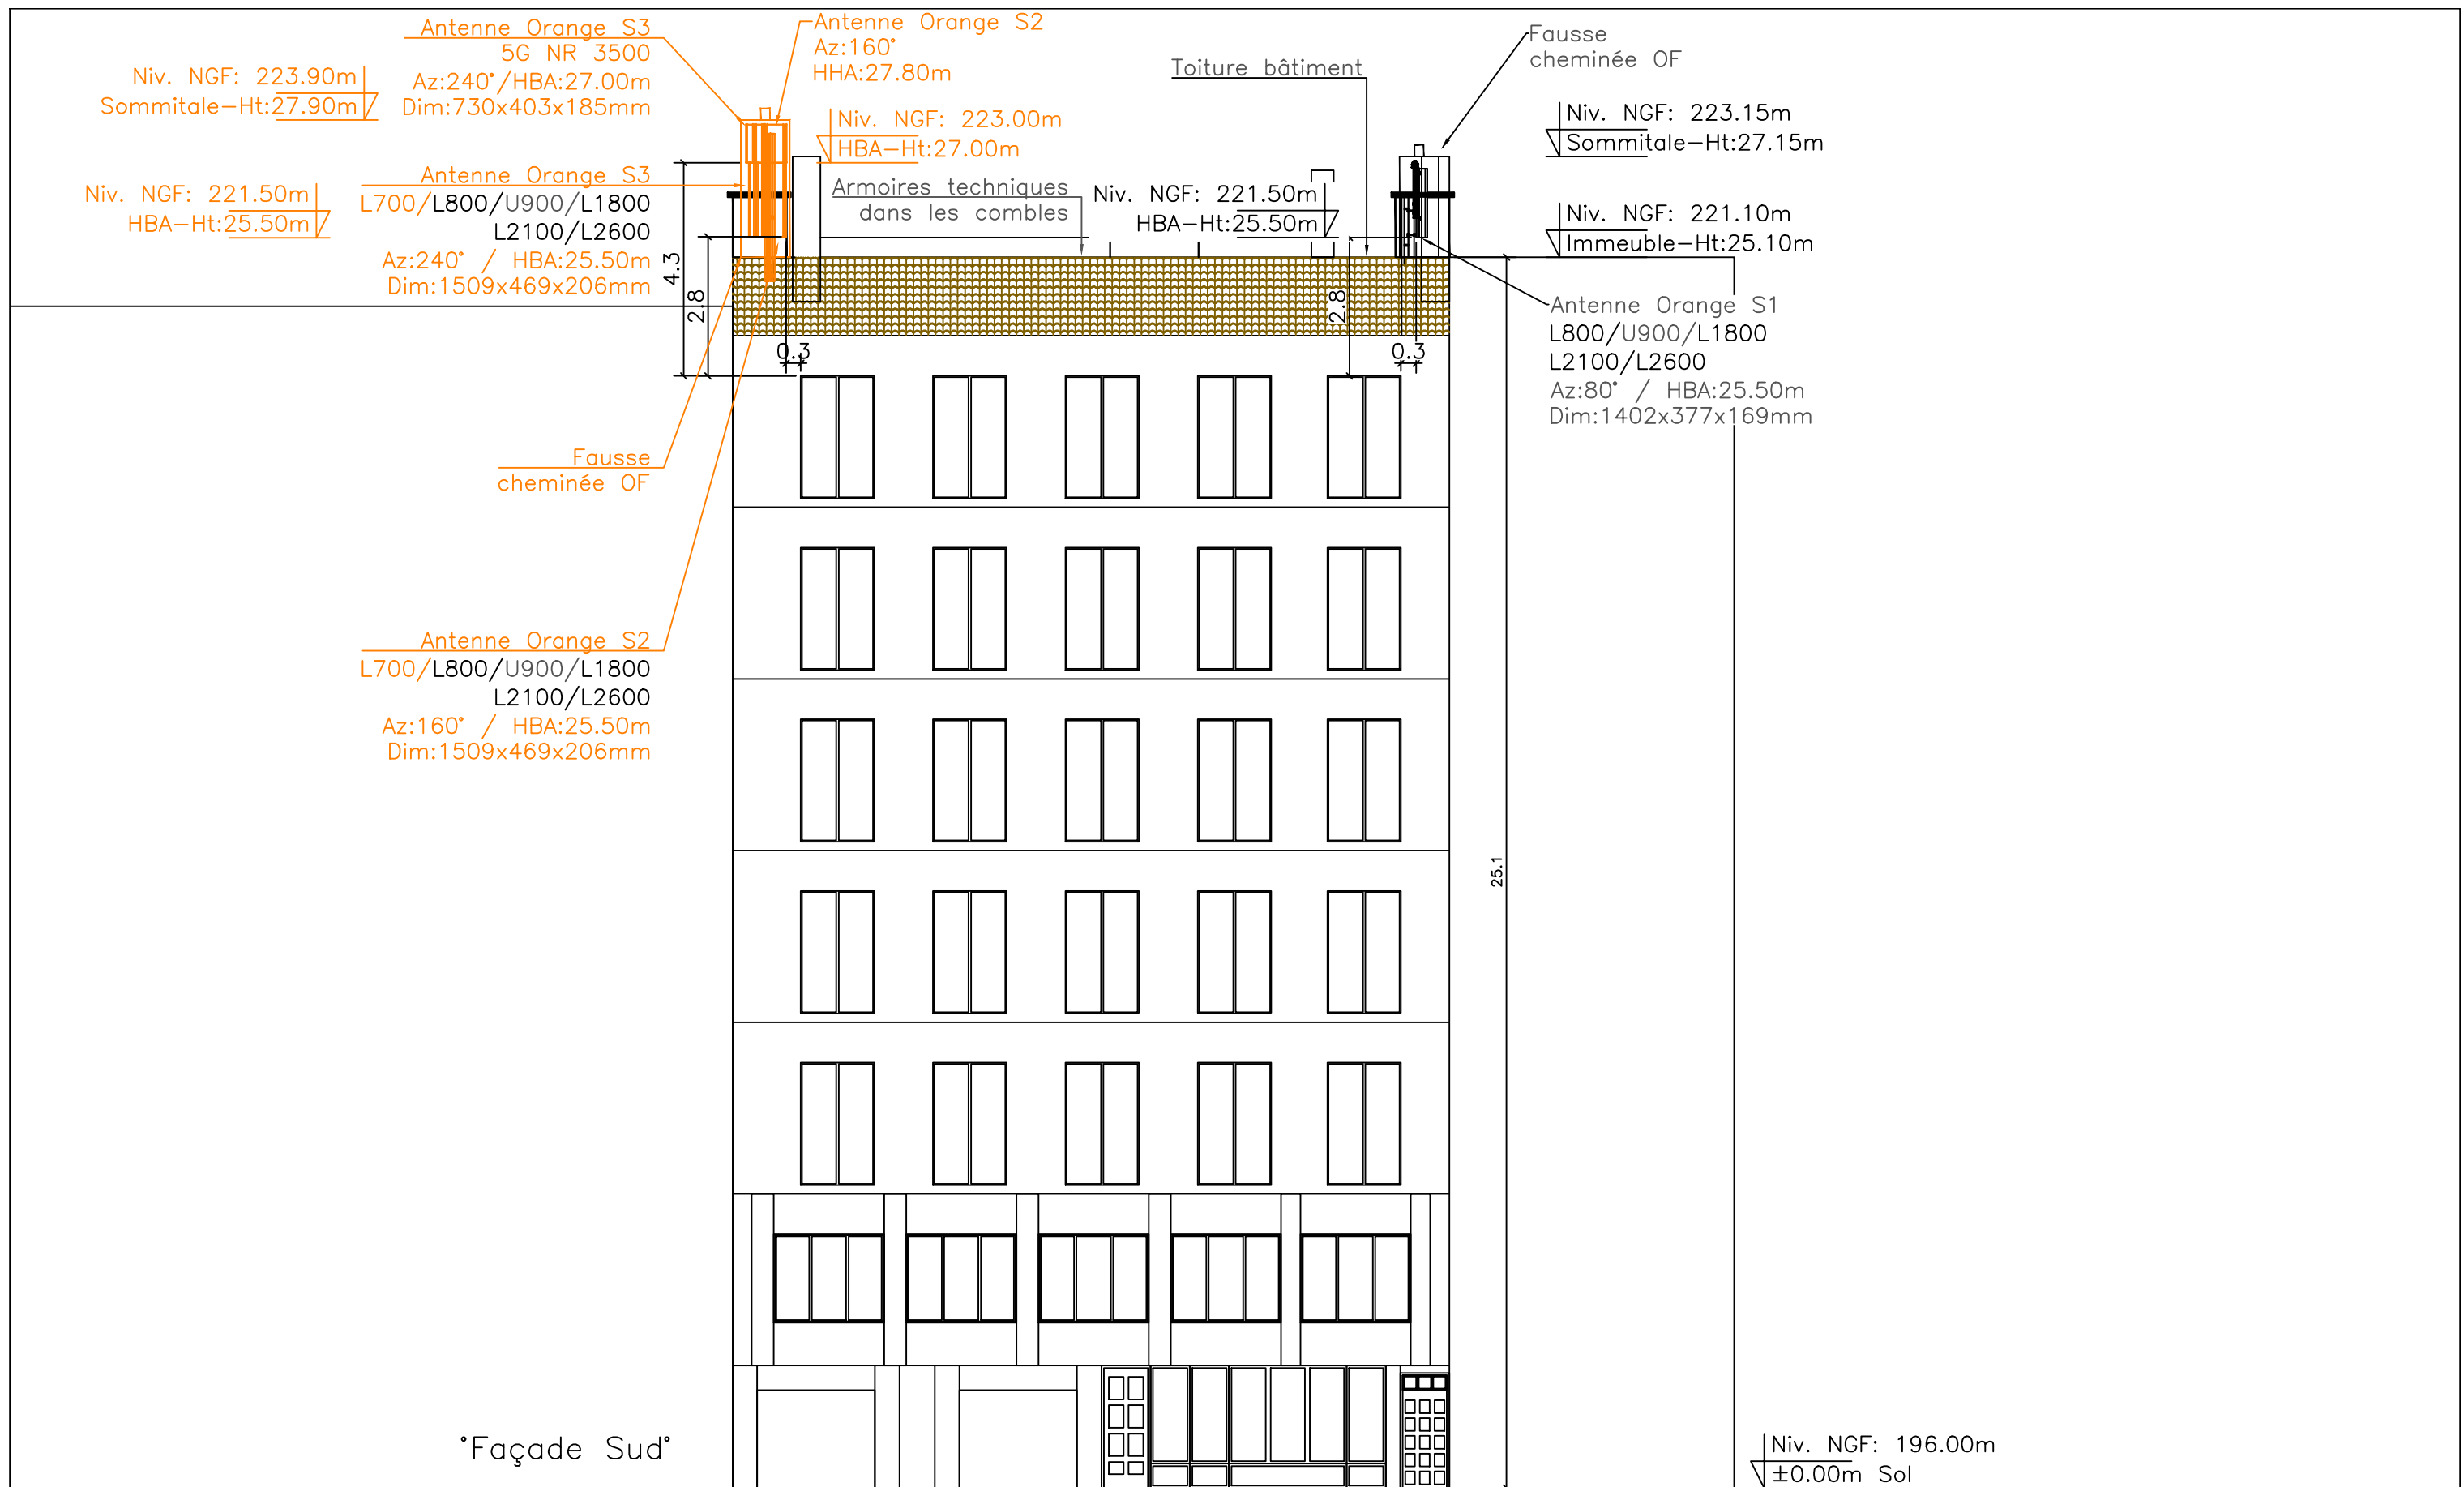 Antenne Orange S3
5G NR 3500
Az:240°/HBA:27.00m
Dim:730x403x185mm
Niv. NGF: 223.90m
Sommitale-Ht:27.90m
Antenne Orange S2
Az:160°
HHA:27.80m
Niv. NGF: 223.00m
HBA-Ht:27.00m
Toiture bâtiment
Fausse
cheminée OF
Niv. NGF: 223.15m
Sommitale-Ht:27.15m
Antenne Orange S3
L700/L800/U900/L1800
L2100/L2600
Az:240° / HBA:25.50m
Dim:1509x469x206mm
Niv. NGF: 221.50m
HBA-Ht:25.50m
Armoires techniques
dans les combles
Niv. NGF: 221.50m
HBA-Ht:25.50m
Niv. NGF: 221.10m
Immeuble-Ht:25.10m
4.3
2.8
2.8
0.3
0.3
Antenne Orange S1
L800/U900/L1800
L2100/L2600
Az:80° / HBA:25.50m
Dim:1402x377x169mm
Fausse
cheminée OF
Antenne Orange S2
L700/L800/U900/L1800
L2100/L2600
Az:160° / HBA:25.50m
Dim:1509x469x206mm
25.1
°Façade Sud°
Niv. NGF: 196.00m
±0.00m Sol